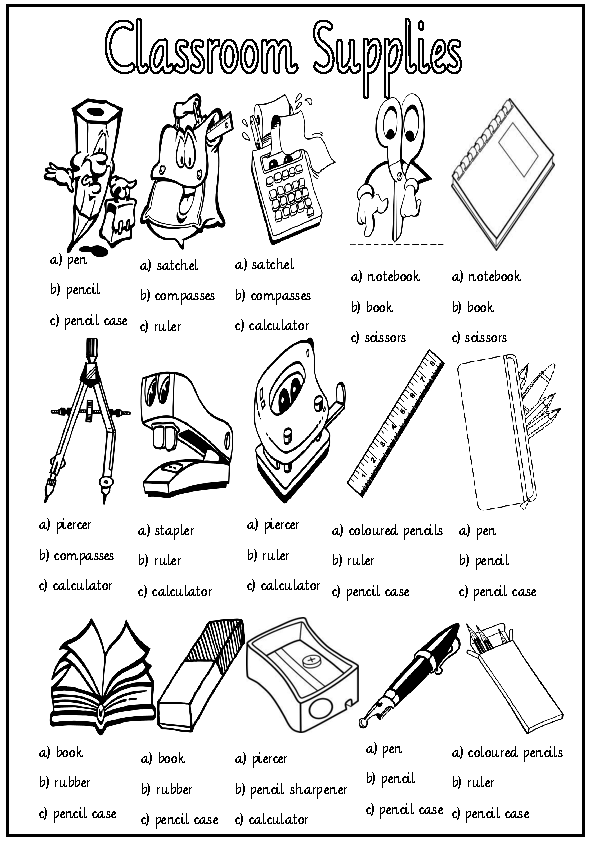 Classroom Supplies
a) pen
b) pencil
c) pencil case
a) satchel
b) compasses
c) ruler
a) satchel
b) compasses
c) calculator
a) notebook
b) book
c) scissors
a) notebook
b) book
c) scissors
a) piercer
b) compasses
c) calculator
a) stapler
b) ruler
c) calculator
a) piercer
b) ruler
c) calculator
a) coloured pencils
b) ruler
c) pencil case
a) pen
b) pencil
c) pencil case
a) book
b) rubber
c) pencil case
a) book
b) rubber
c) pencil case
a) piercer
b) pencil sharpener
c) calculator
a) pen
b) pencil
c) pencil case
a) coloured pencils
b) ruler
c) pencil case